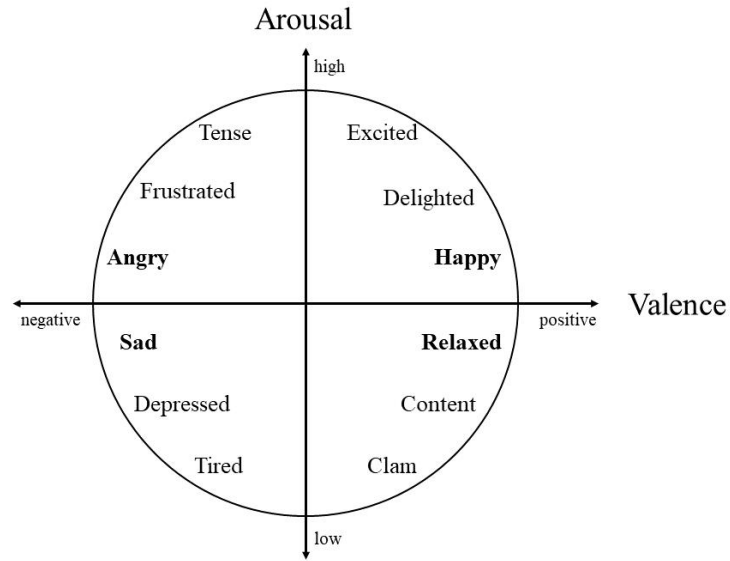 Arousal
high
Tense
Excited
Frustrated
Delighted
Angry
Happy
negative
positive
Valence
Sad
Relaxed
Depressed
Content
Tired
Clam
low